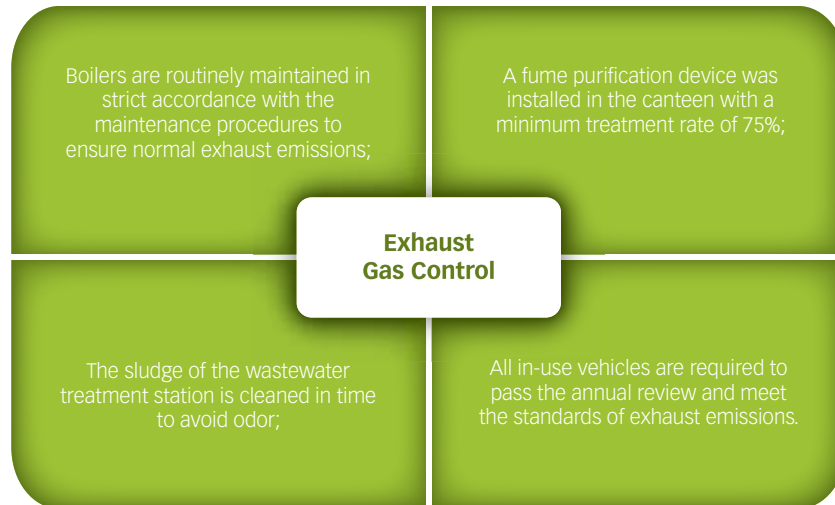 Boilers are routinely maintained in
strict accordance with the
maintenance procedures to
ensure normal exhaust emissions;
A fume purification device was
installed in the canteen with a
minimum treatment rate of 75%;
Exhaust
Gas Control
The sludge of the wastewater
treatment station is cleaned in time
to avoid odor;
All in-use vehicles are required to
pass the annual review and meet
the standards of exhaust emissions.